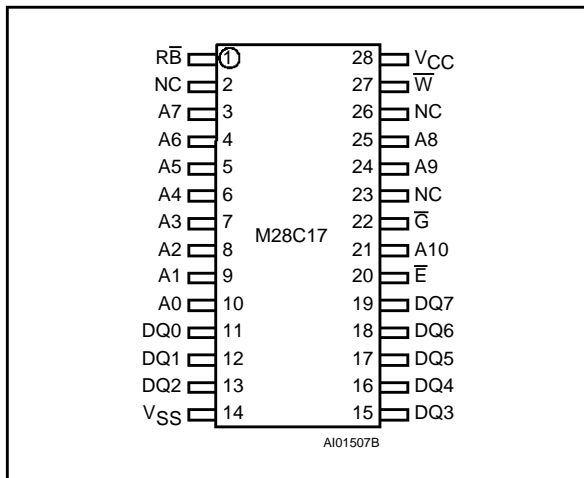 RB̅ 1 28 VCC
NC 2 27 W̅
A7 3 26 NC
A6 4 25 A8
A5 5 24 A9
A4 6 23 NC
A3 7 22 G̅
M28C17
A2 8 21 A10
A1 9 20 E̅
A0 10 19 DQ7
DQ0 11 18 DQ6
DQ1 12 17 DQ5
DQ2 13 16 DQ4
VSS 14 15 DQ3
AI01507B